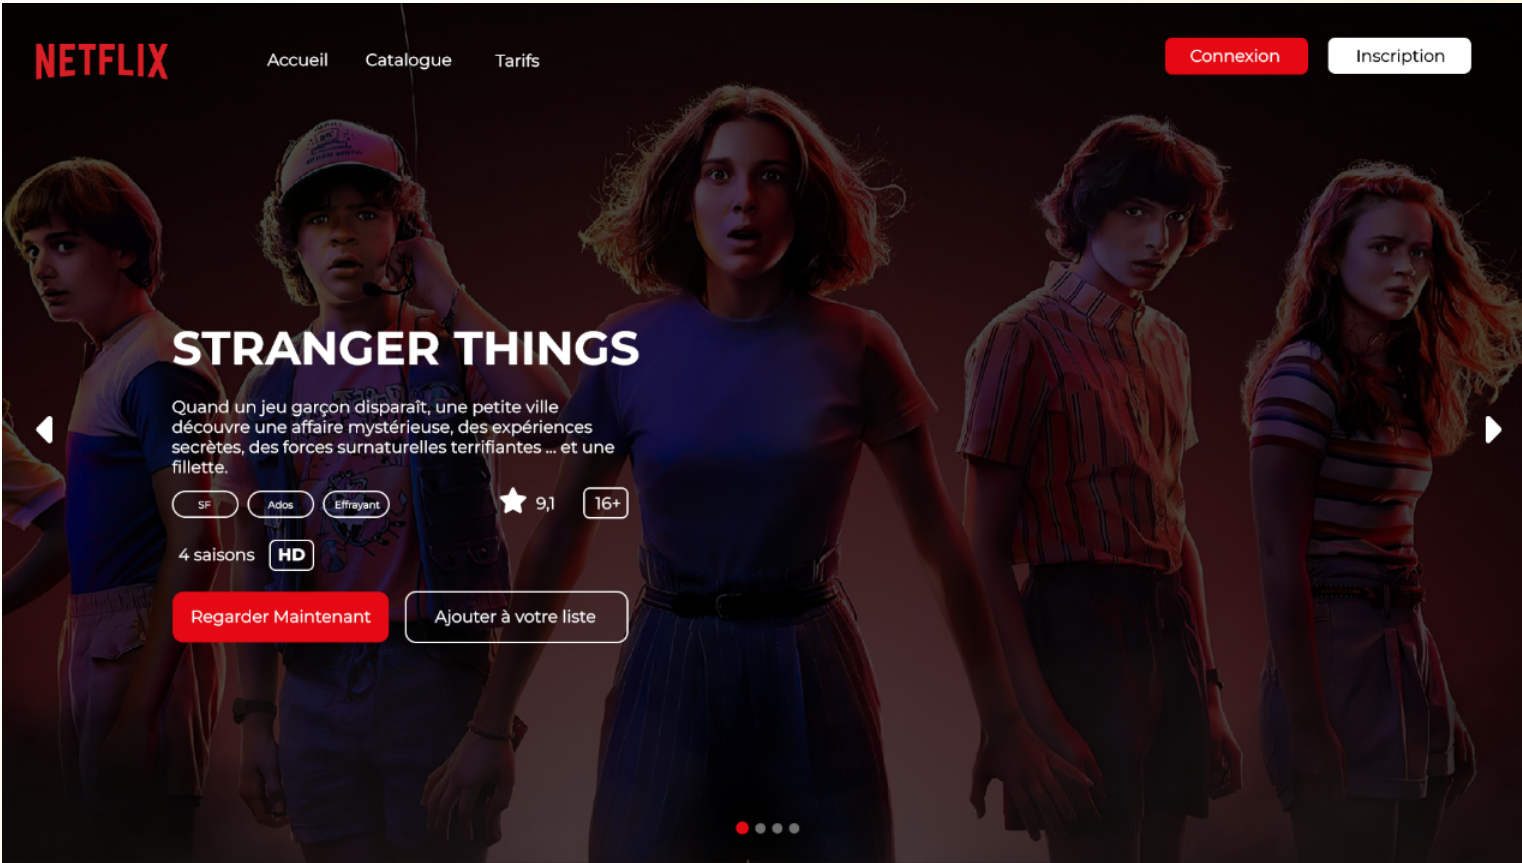 NETFLIX
Accueil
Catalogue
Tarifs
Connexion
Inscription
STRANGER THINGS
Quand un jeu garçon disparaît, une petite ville
découvre une affaire mystérieuse, des expériences
secrètes, des forces surnaturelles terrifiantes ... et une
fillette.
SF
Ados
Effrayant
9,1
16+
4 saisons
HD
Regarder Maintenant
Ajouter à votre liste